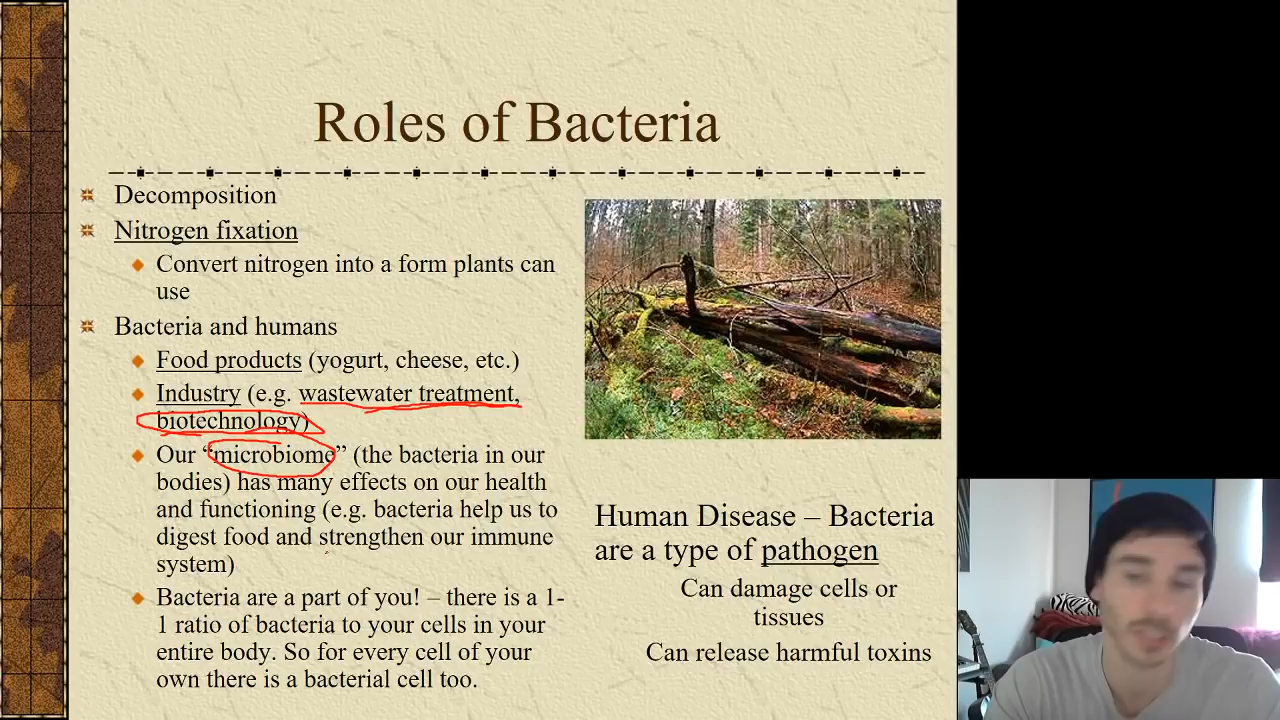 Roles of Bacteria
Decomposition
Nitrogen fixation
Convert nitrogen into a form plants can
use
Bacteria and humans
Food products (yogurt, cheese, etc.)
Industry (e.g. wastewater treatment,
biotechnology)
Our “microbiome” (the bacteria in our
bodies) has many effects on our health
and functioning (e.g. bacteria help us to
digest food and strengthen our immune
system)
Bacteria are a part of you! – there is a 1-
1 ratio of bacteria to your cells in your
entire body. So for every cell of your
own there is a bacterial cell too.
Human Disease – Bacteria
are a type of pathogen
Can damage cells or
tissues
Can release harmful toxins